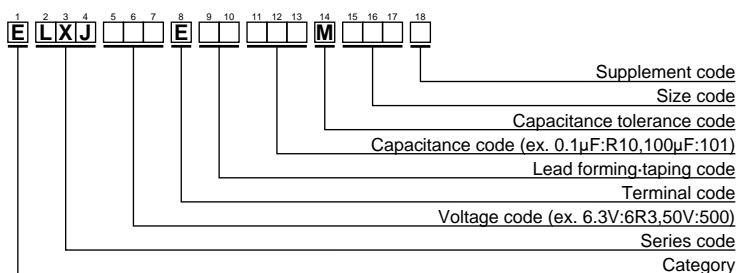 1 2 3 4 5 6 7 8 9 10 11 12 13 14 15 16 17 18
E L X J E M
Supplement code
Size code
Capacitance tolerance code
Capacitance code (ex. 0.1μF:R10,100μF:101)
Lead forming·taping code
Terminal code
Voltage code (ex. 6.3V:6R3,50V:500)
Series code
Category